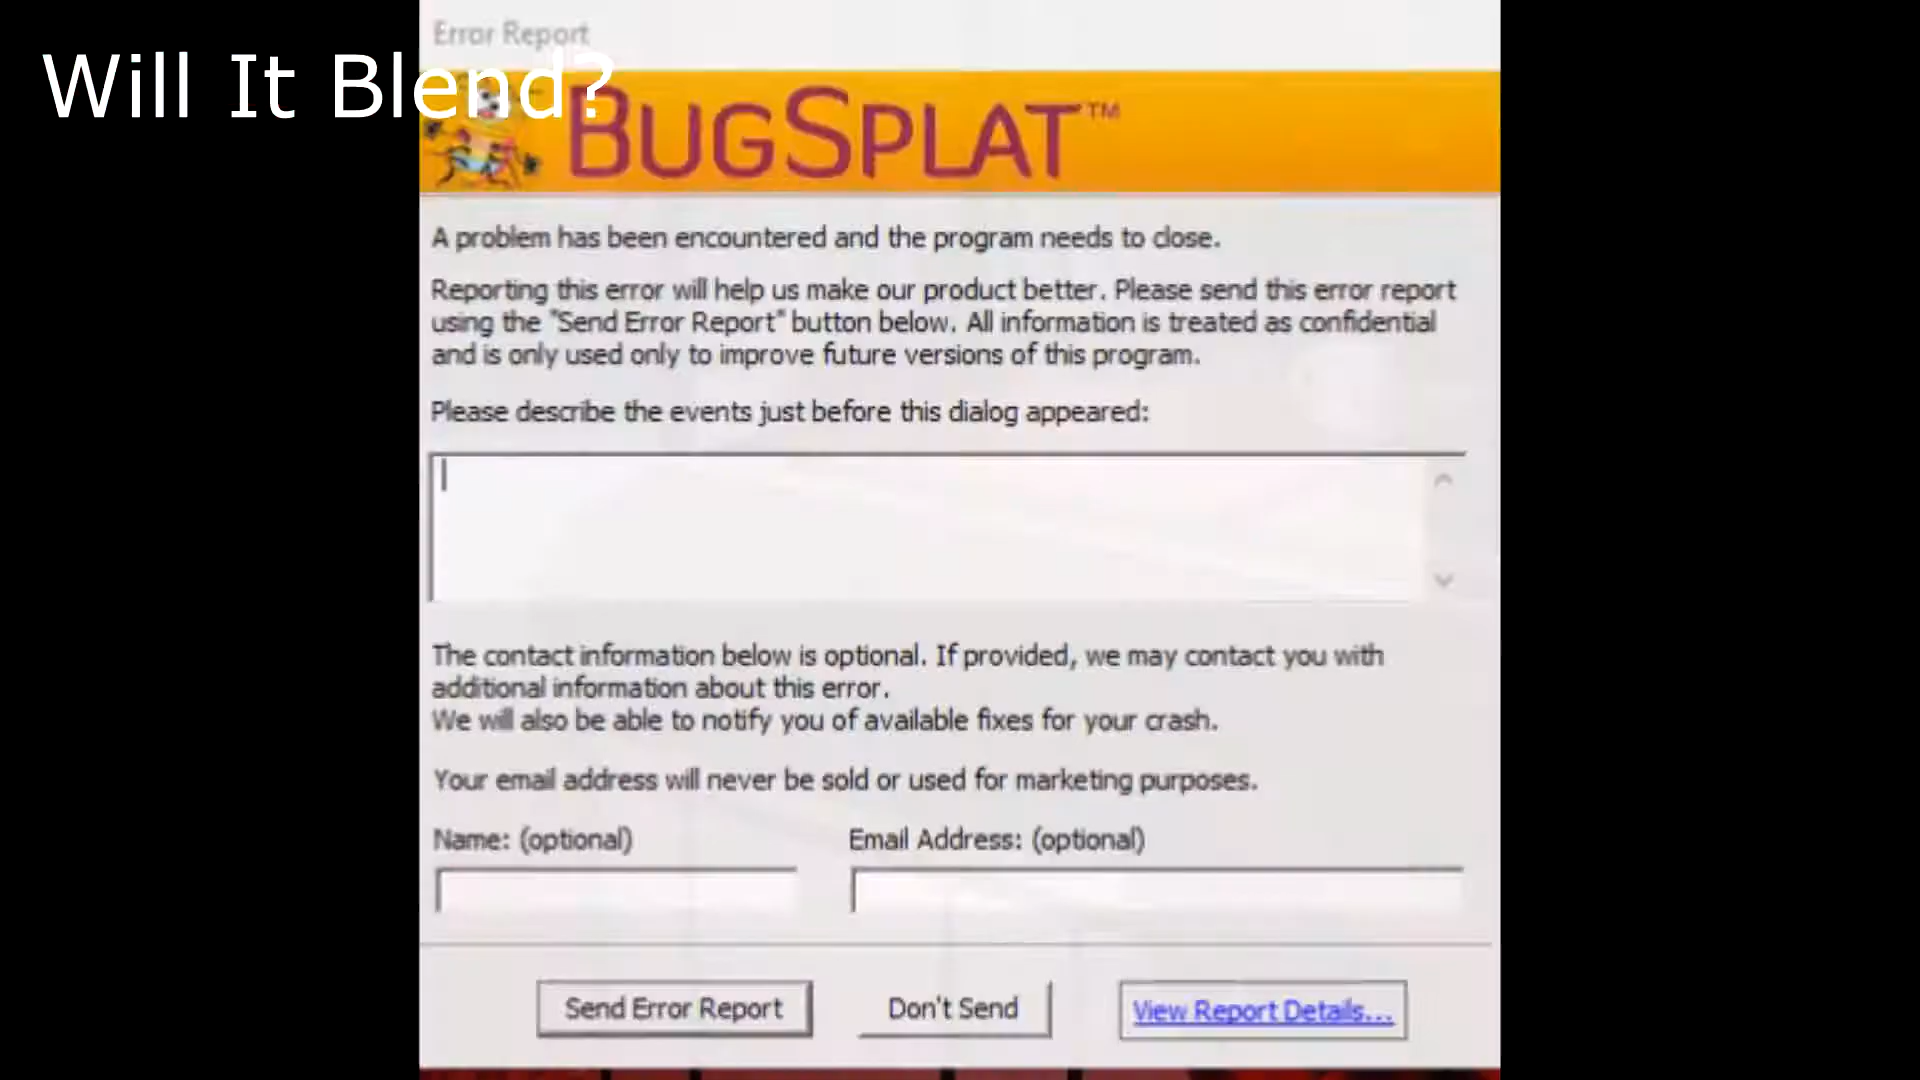 Error Report
Will It Blend?
BUGSPLAT™
A problem has been encountered and the program needs to close.
Reporting this error will help us make our product better. Please send this error report
using the "Send Error Report" button below. All information is treated as confidential
and is only used only to improve future versions of this program.
Please describe the events just before this dialog appeared:
The contact information below is optional. If provided, we may contact you with
additional information about this error.
We will also be able to notify you of available fixes for your crash.
Your email address will never be sold or used for marketing purposes.
Name: (optional) Email Address: (optional)
Send Error Report Don't Send View Report Details...